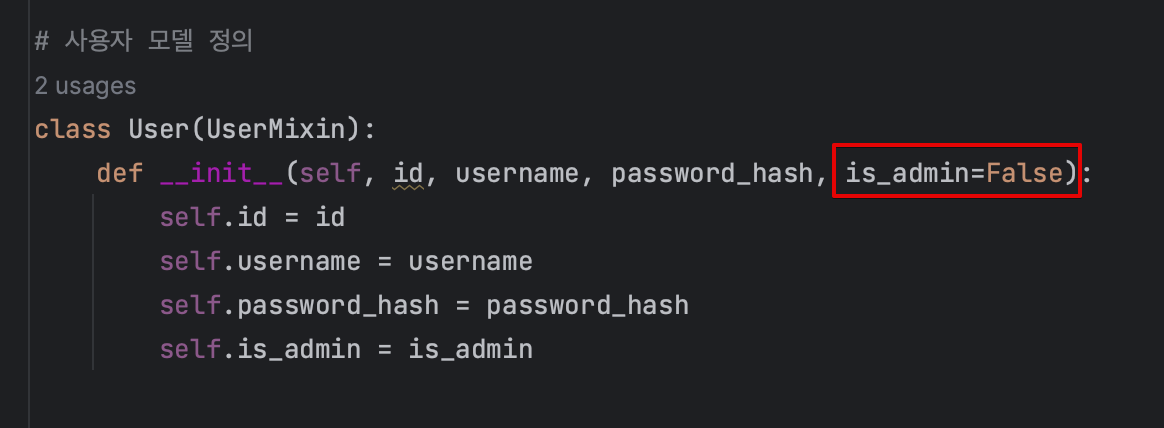 # 사용자 모델 정의
2 usages
class User(UserMixin):
    def __init__(self, id, username, password_hash, is_admin=False):
        self.id = id
        self.username = username
        self.password_hash = password_hash
        self.is_admin = is_admin